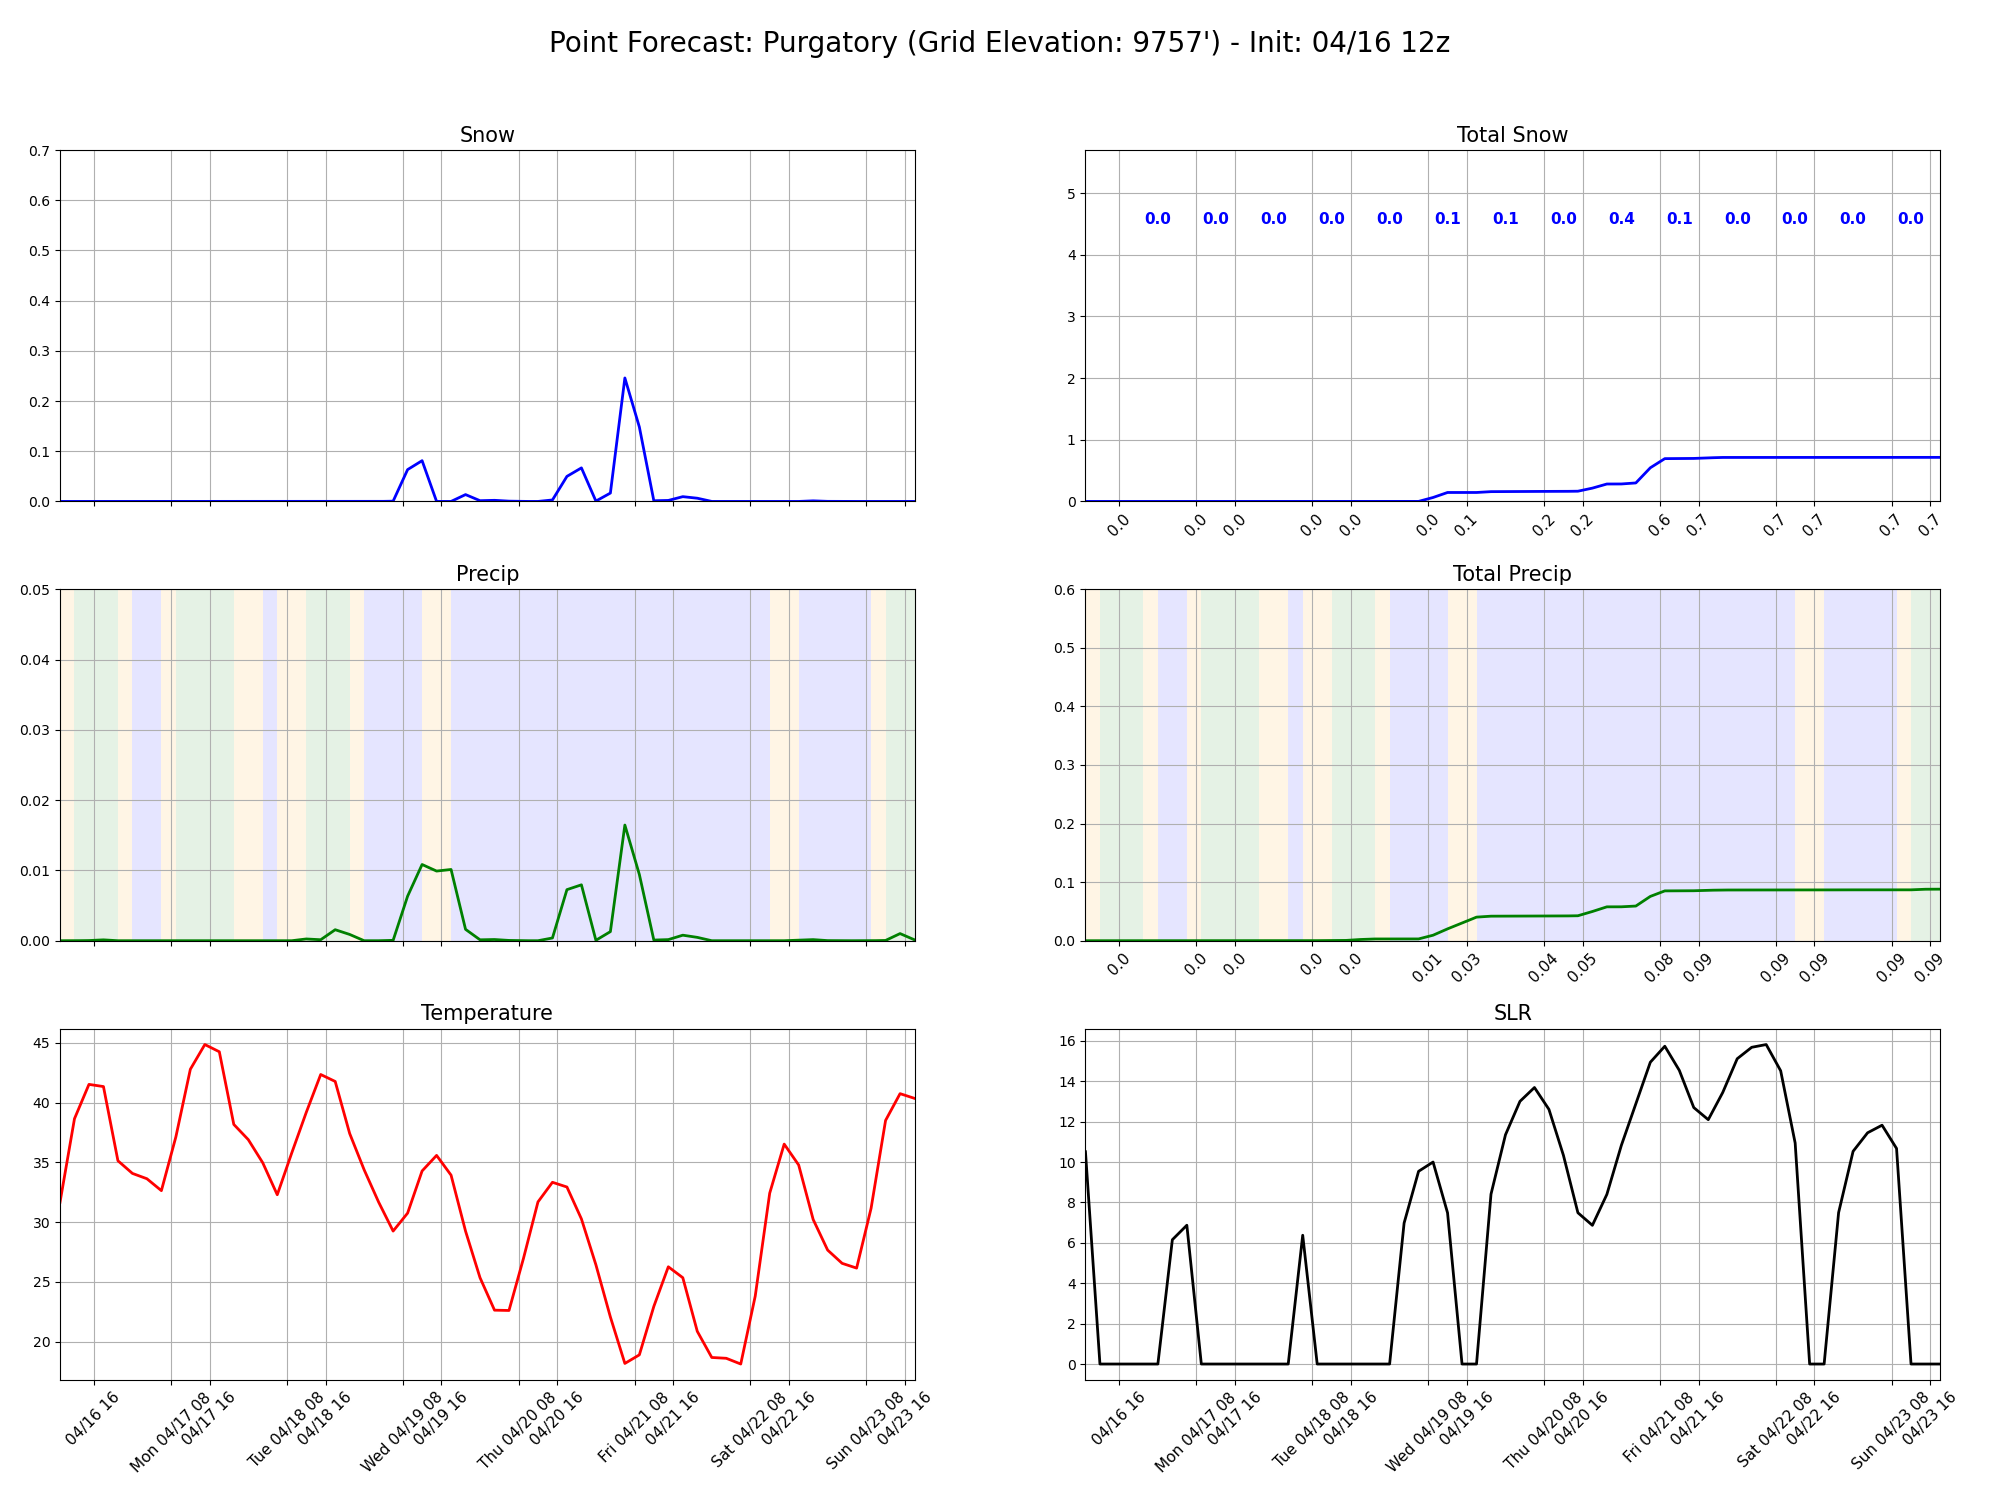 Point Forecast: Purgatory (Grid Elevation: 9757') - Init: 04/16 12z
Snow
0.7
0.6
0.5
0.4
0.3
0.2
0.1
0.0
Total Snow
5
4
3
2
1
0
0.0 0.0 0.0 0.0 0.0 0.1 0.1 0.0 0.4 0.1 0.0 0.0 0.0 0.0
0.0 0.0 0.0 0.0 0.0 0.0 0.1 0.2 0.2 0.6 0.7 0.7 0.7 0.7 0.7
Precip
0.05
0.04
0.03
0.02
0.01
0.00
Total Precip
0.6
0.5
0.4
0.3
0.2
0.1
0.0
0.0 0.0 0.0 0.0 0.0 0.01 0.03 0.04 0.05 0.08 0.09 0.09 0.09 0.09 0.09
Temperature
45
40
35
30
25
20
04/16 16
Mon 04/17 08
04/17 16
Tue 04/18 08
04/18 16
Wed 04/19 08
04/19 16
Thu 04/20 08
04/20 16
Fri 04/21 08
04/21 16
Sat 04/22 08
04/22 16
Sun 04/23 08
04/23 16
SLR
16
14
12
10
8
6
4
2
0
04/16 16
Mon 04/17 08
04/17 16
Tue 04/18 08
04/18 16
Wed 04/19 08
04/19 16
Thu 04/20 08
04/20 16
Fri 04/21 08
04/21 16
Sat 04/22 08
04/22 16
Sun 04/23 08
04/23 16